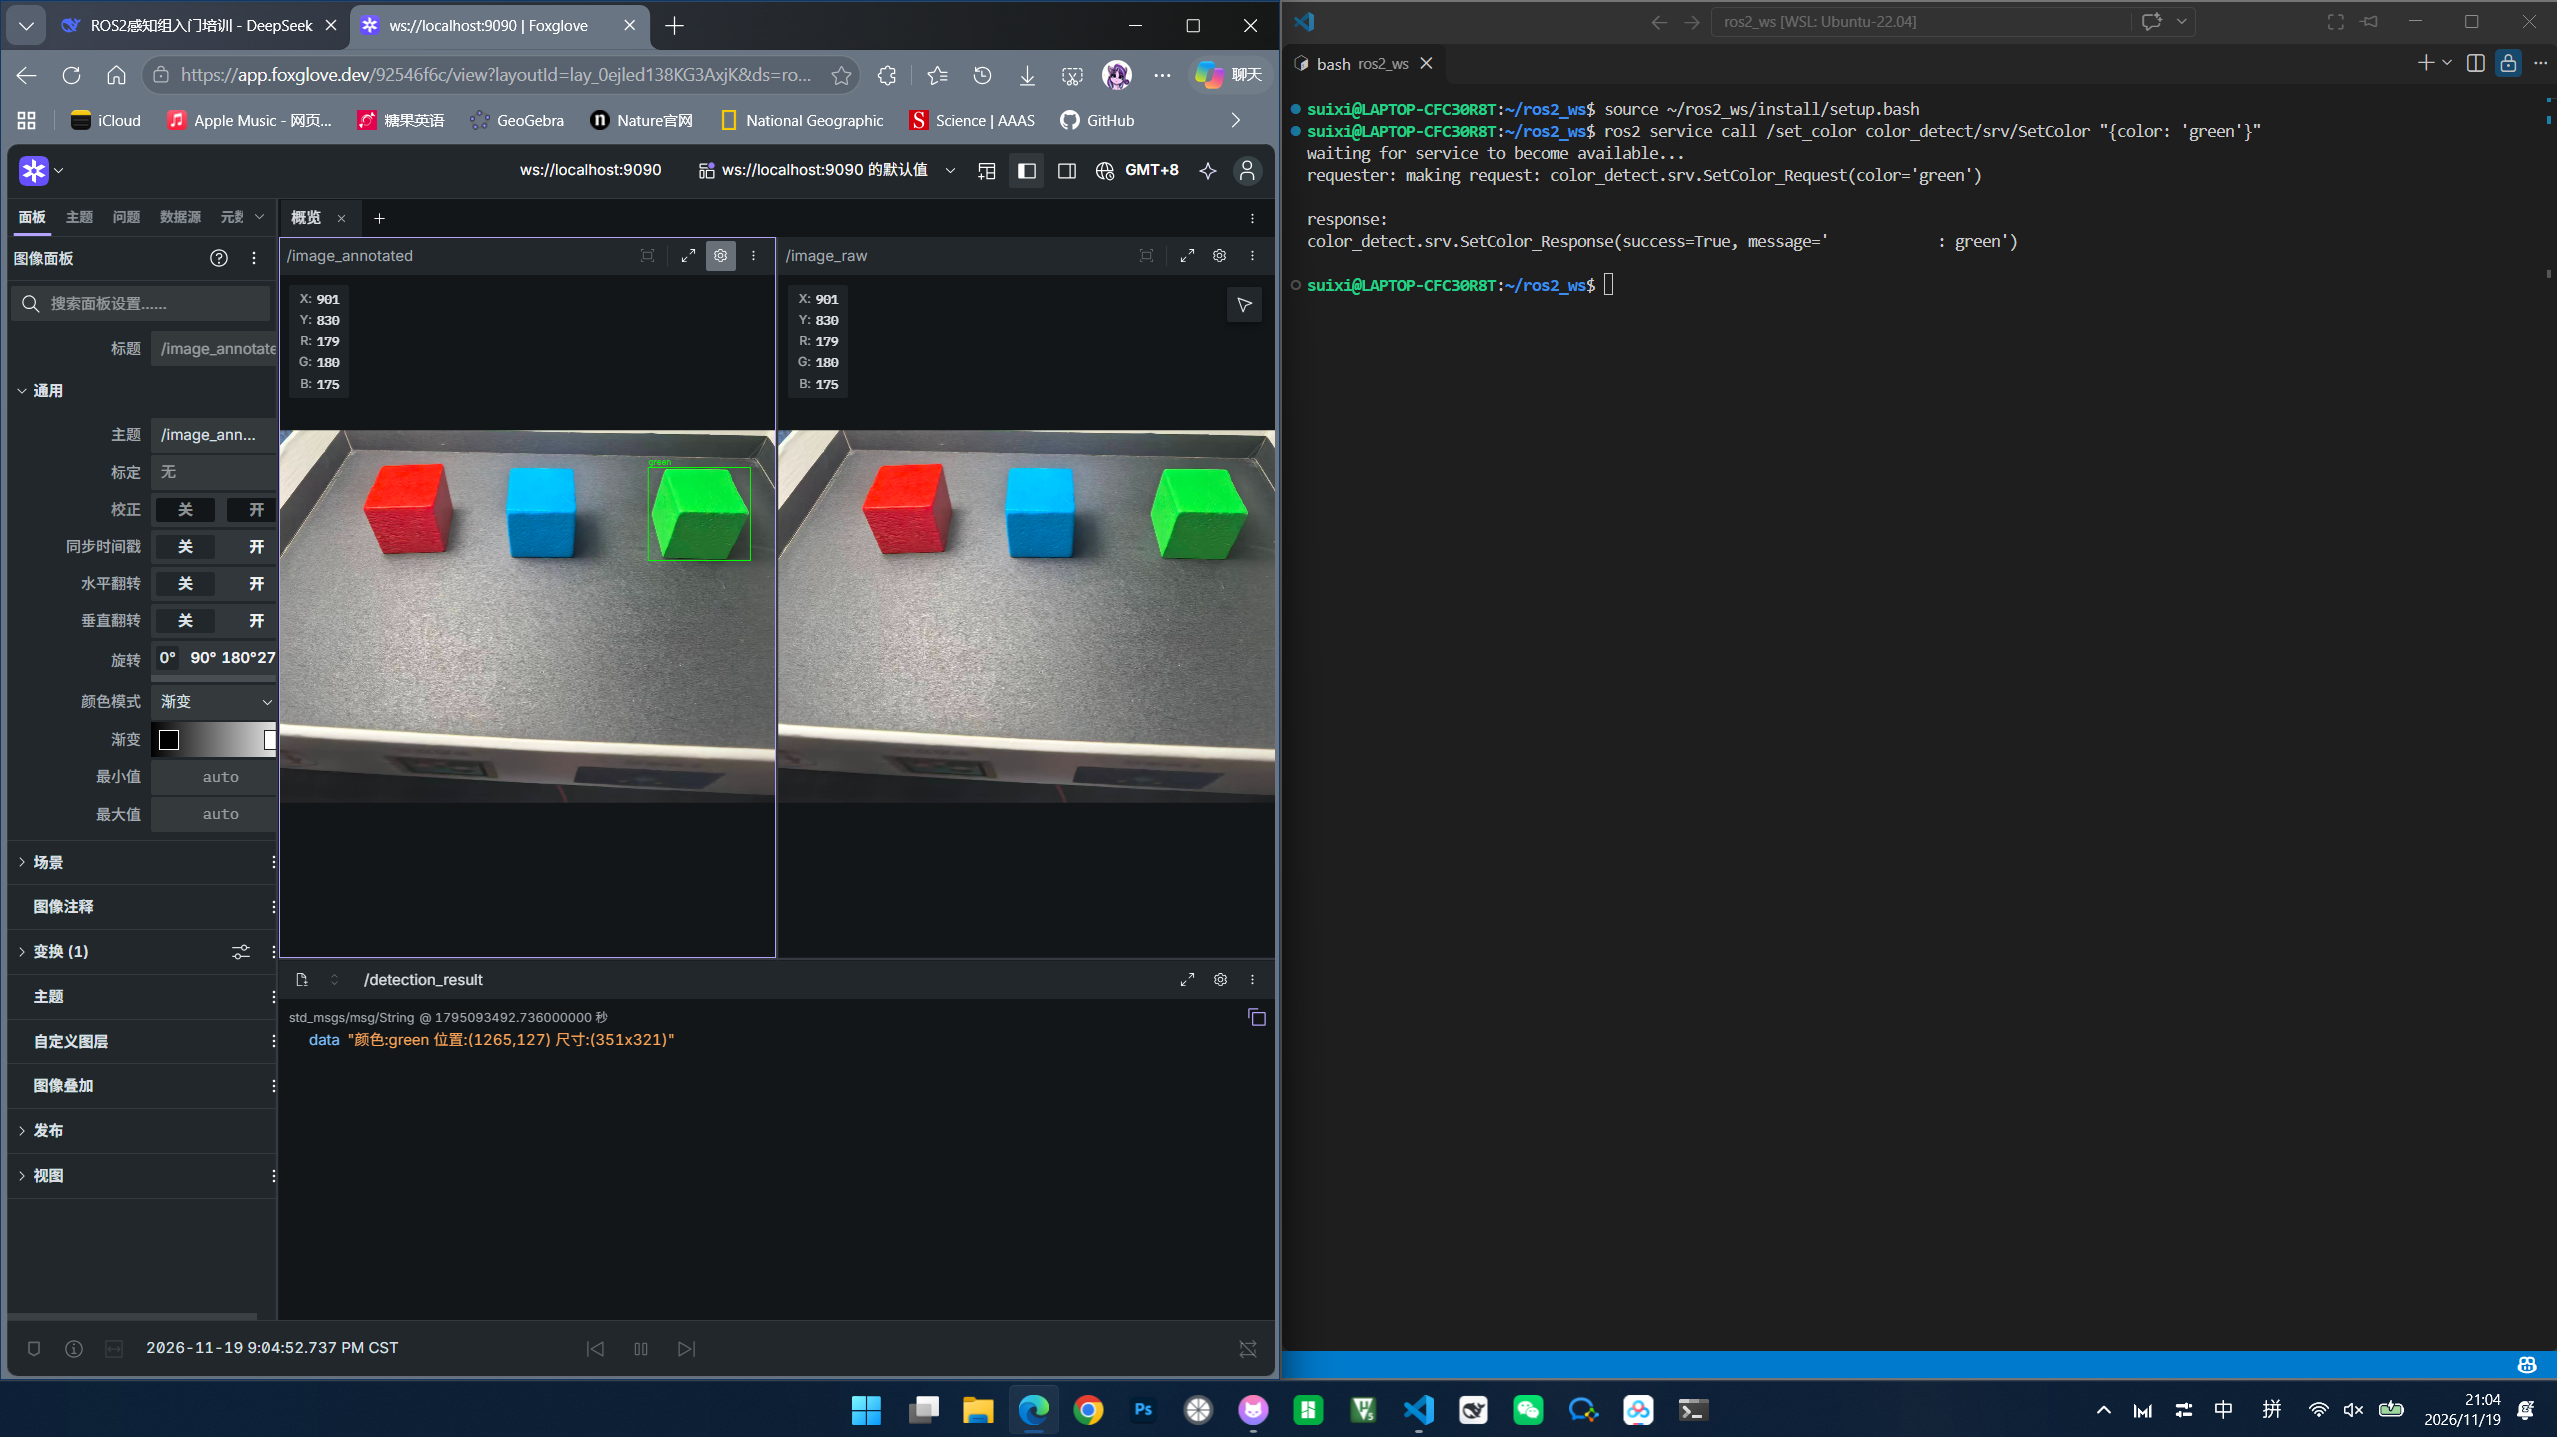 ROS2感知组入门培训 - DeepSeek
ws://localhost:9090 | Foxglove
https://app.foxglove.dev/92546f6c/view?layoutId=lay_0ejled138KG3AxjK&ds=ro...
聊天
iCloud
Apple Music - 网页...
糖果英语
GeoGebra
Nature官网
National Geographic
Science | AAAS
GitHub
ws://localhost:9090
ws://localhost:9090 的默认值
GMT+8
面板
主题
问题
数据源
元数
概览
图像面板
搜索面板设置......
标题
/image_annotate
通用
主题
/image_ann...
标定
无
校正
关
开
同步时间戳
关
开
水平翻转
关
开
垂直翻转
关
开
旋转
0° 90° 180°27
颜色模式
渐变
渐变
最小值
auto
最大值
auto
场景
图像注释
变换 (1)
主题
自定义图层
图像叠加
发布
视图
/image_annotated
X: 901
Y: 830
R: 179
G: 180
B: 175
green
/image_raw
X: 901
Y: 830
R: 179
G: 180
B: 175
/detection_result
std_msgs/msg/String @ 1795093492.736000000 秒
data "颜色:green 位置:(1265,127) 尺寸:(351x321)"
2026-11-19 9:04:52.737 PM CST
ros2_ws [WSL: Ubuntu-22.04]
bash ros2_ws
suixi@LAPTOP-CFC30R8T:~/ros2_ws$ source ~/ros2_ws/install/setup.bash
suixi@LAPTOP-CFC30R8T:~/ros2_ws$ ros2 service call /set_color color_detect/srv/SetColor "{color: 'green'}"
waiting for service to become available...
requester: making request: color_detect.srv.SetColor_Request(color='green')
response:
color_detect.srv.SetColor_Response(success=True, message='            : green')
suixi@LAPTOP-CFC30R8T:~/ros2_ws$
Ps
中
拼
21:04
2026/11/19